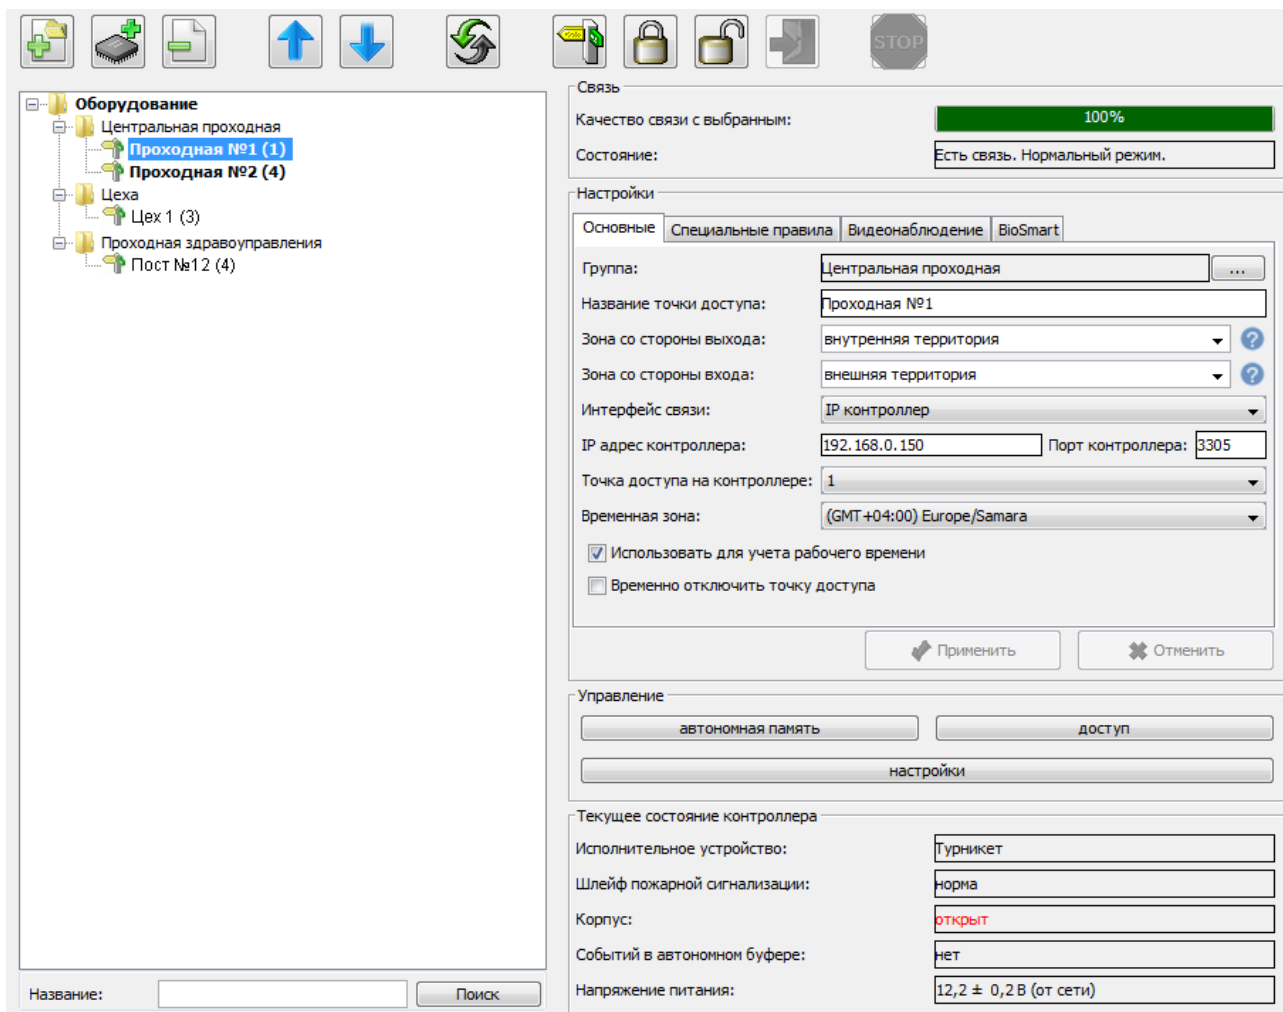 STOP
Оборудование
Центральная проходная
Проходная №1 (1)
Проходная №2 (4)
Цеха
Цех 1 (3)
Проходная здравоуправления
Пост №12 (4)
Название:
Поиск
Связь
Качество связи с выбранным: 100%
Состояние: Есть связь. Нормальный режим.
Настройки
Основные Специальные правила Видеонаблюдение BioSmart
Группа: Центральная проходная ...
Название точки доступа: Проходная №1
Зона со стороны выхода: внутренняя территория ?
Зона со стороны входа: внешняя территория ?
Интерфейс связи: IP контроллер
IP адрес контроллера: 192.168.0.150 Порт контроллера: 3305
Точка доступа на контроллере: 1
Временная зона: (GMT+04:00) Europe/Samara
Использовать для учета рабочего времени
Временно отключить точку доступа
Применить Отменить
Управление
автономная память доступ
настройки
Текущее состояние контроллера
Исполнительное устройство: Турникет
Шлейф пожарной сигнализации: норма
Корпус: открыт
Событий в автономном буфере: нет
Напряжение питания: 12,2 ± 0,2 В (от сети)